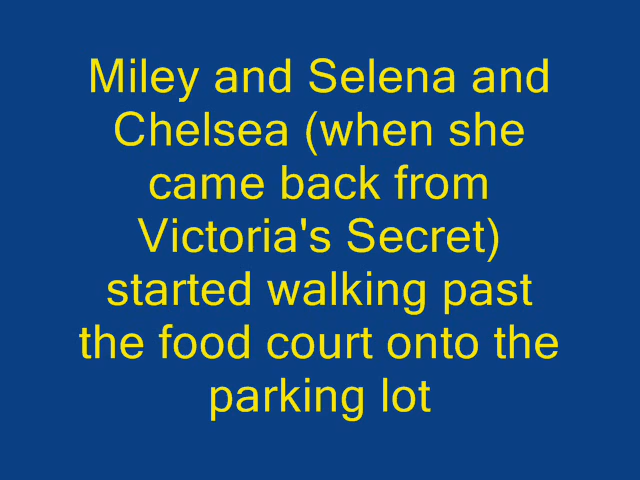 Miley and Selena and
Chelsea (when she
came back from
Victoria's Secret)
started walking past
the food court onto the
parking lot